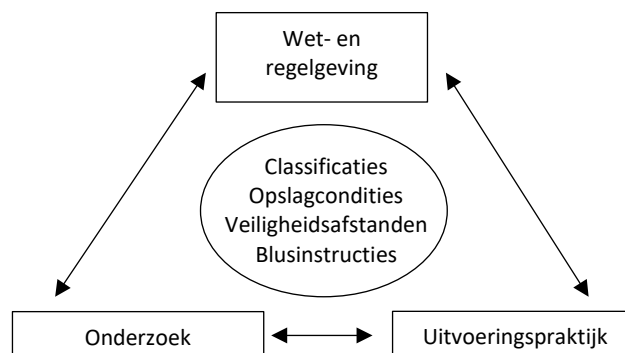 Wet- en
regelgeving
Classificaties
Opslagcondities
Veiligheidsafstanden
Blusinstructies
Onderzoek
Uitvoeringspraktijk